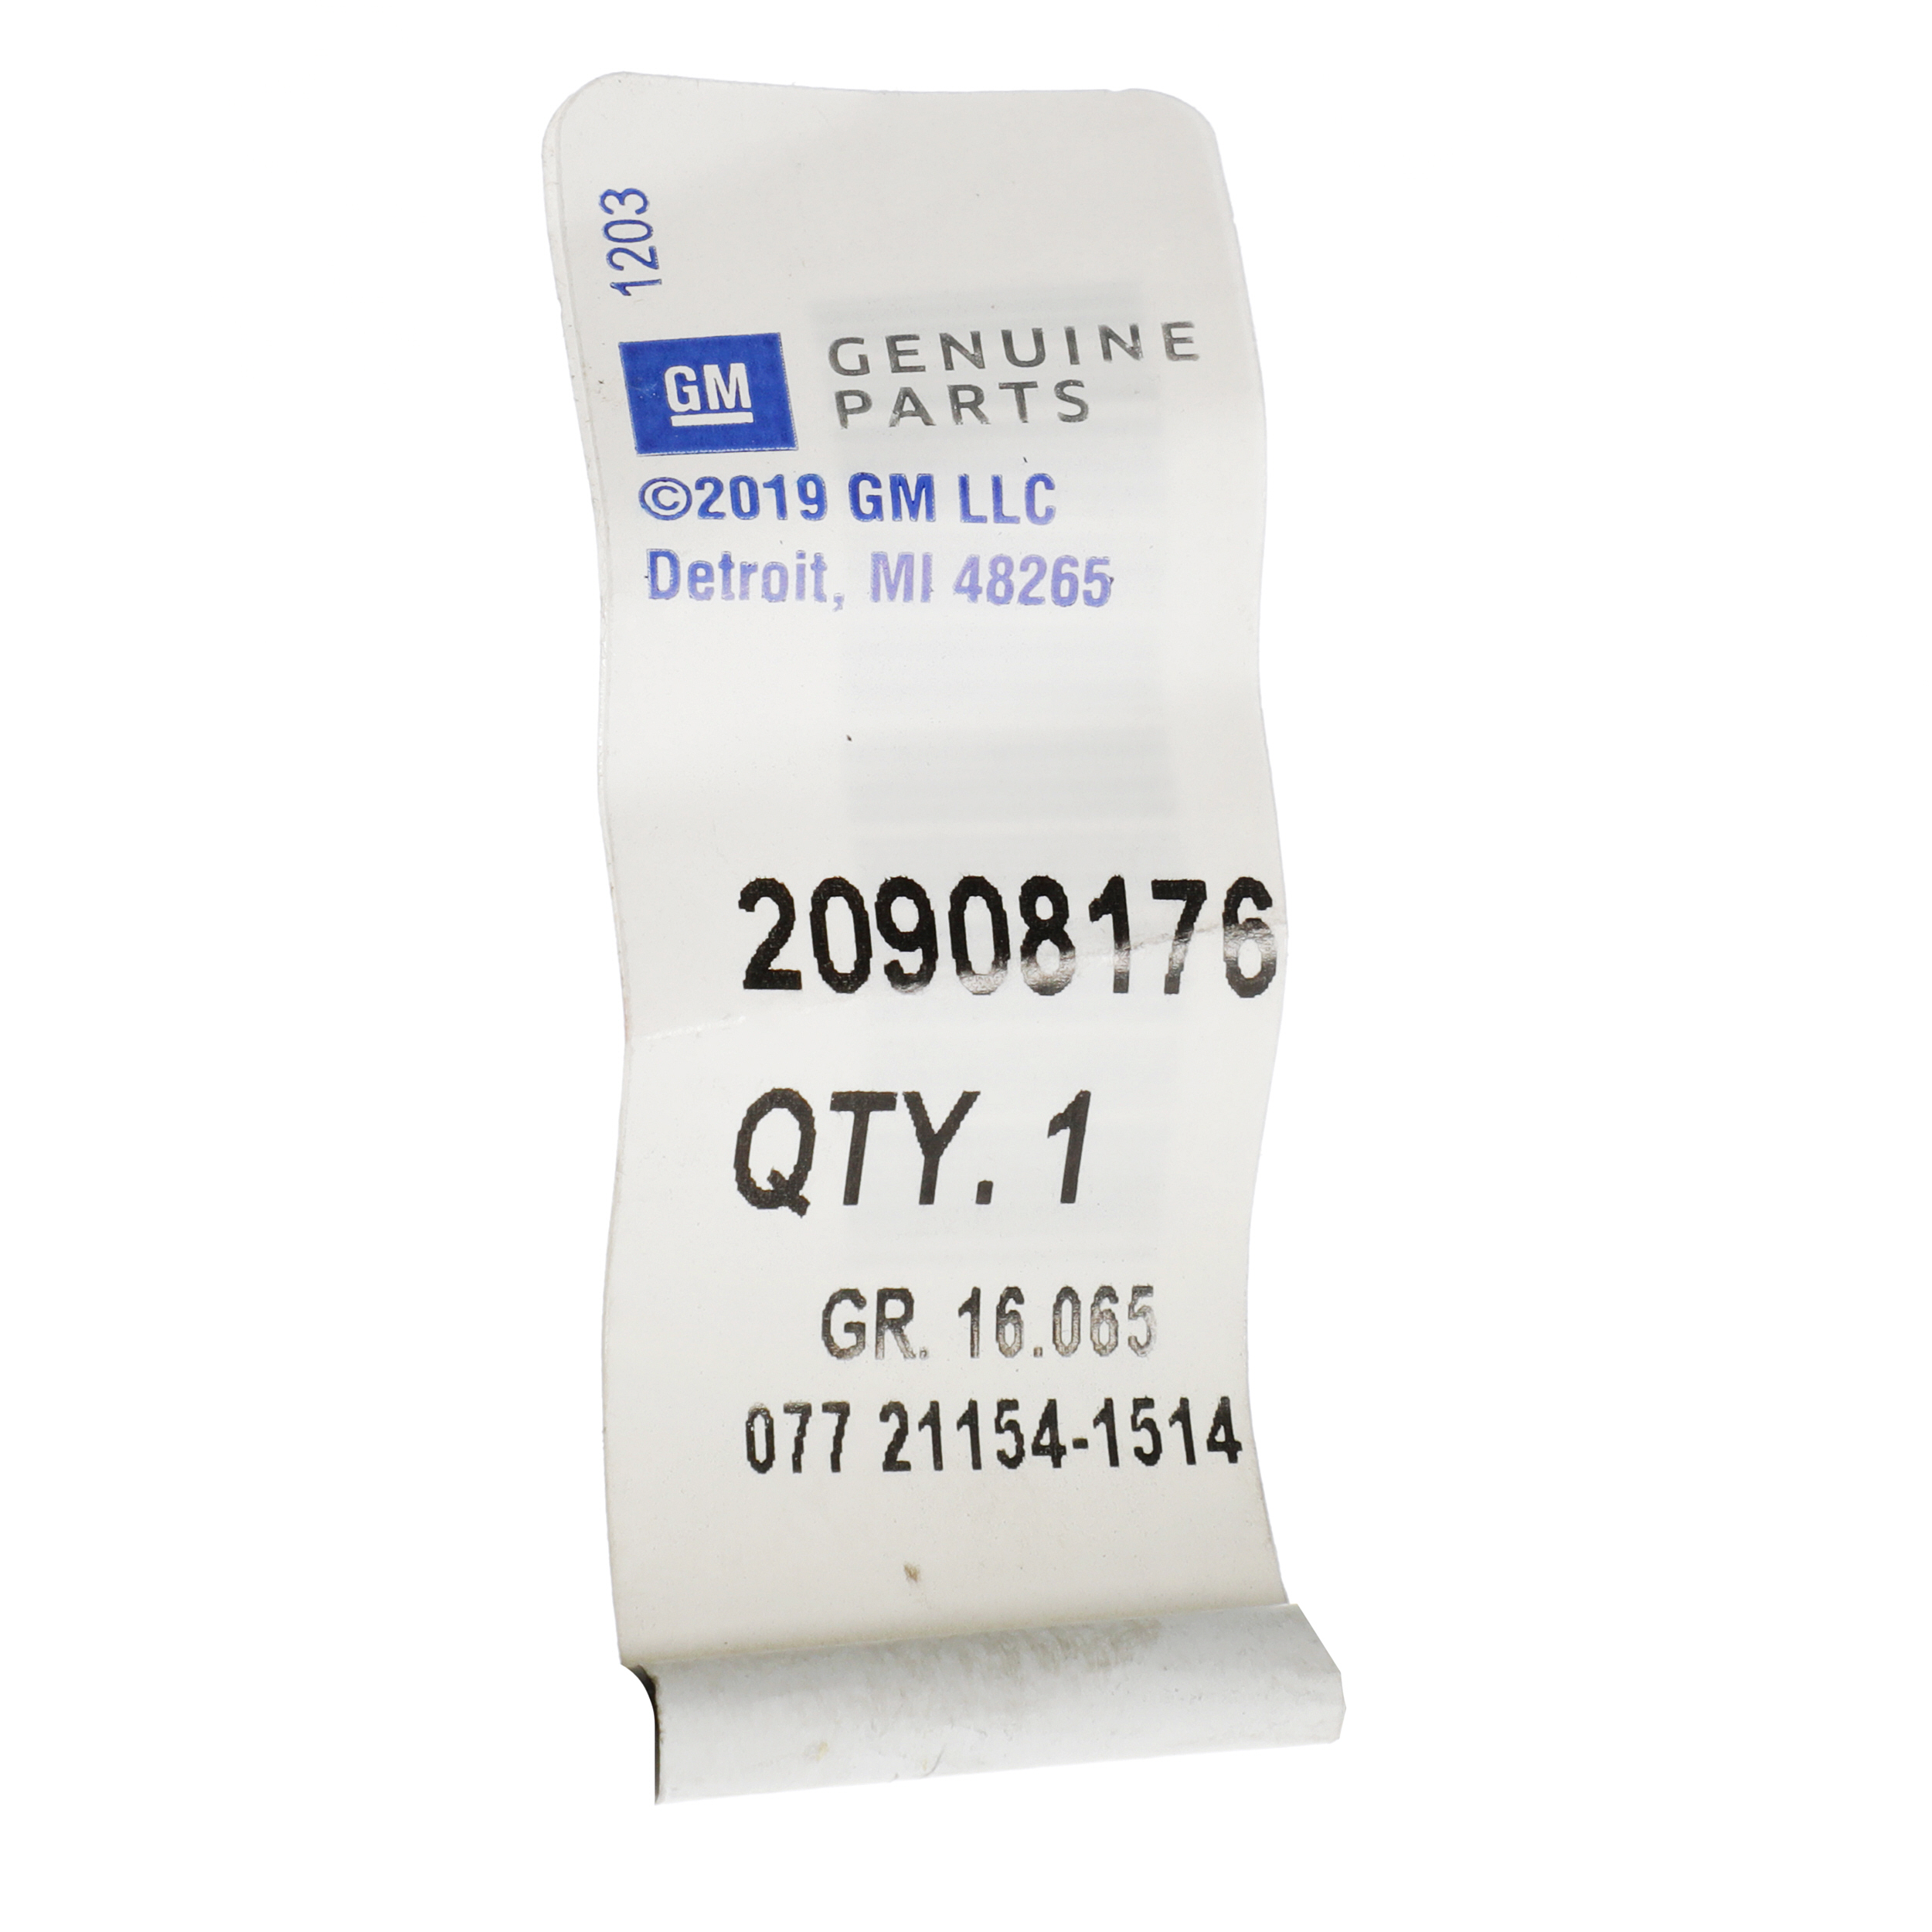 1203
GM
GENUINE
PARTS
©2019 GM LLC
Detroit, MI 48265
20908176
QTY. 1
GR. 16.065
077 21154-1514